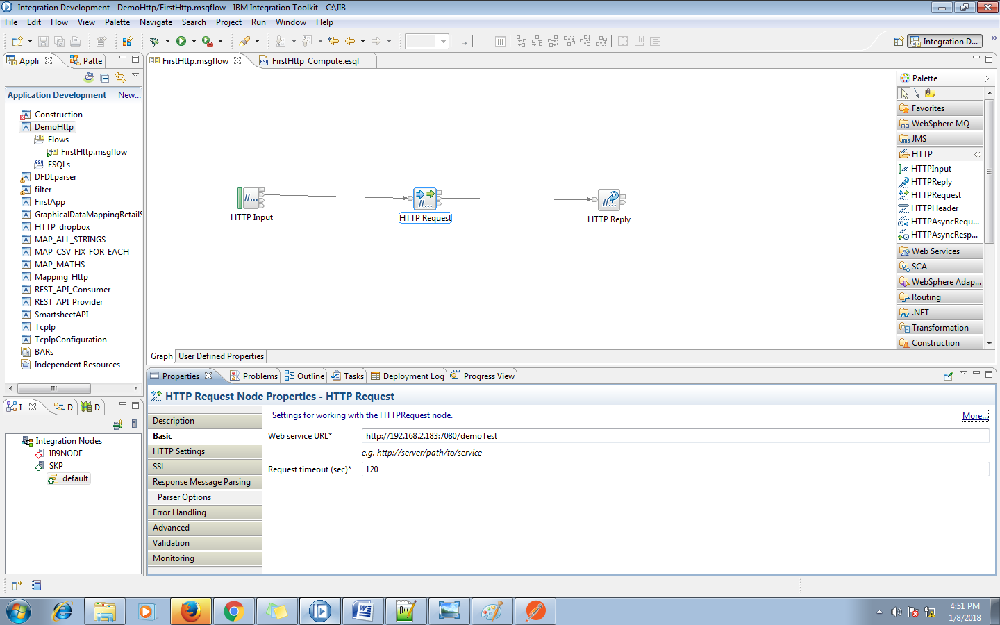 Integration Development - DemoHttp/FirstHttp.msgflow - IBM Integration Toolkit - C:\IIB
File Edit Flow View Palette Navigate Search Project Run Window Help
Integration D...
Appli
Patte
Application Development New...
Construction
DemoHttp
Flows
FirstHttp.msgflow
ESQLs
DFDLparser
filter
FirstApp
GraphicalDataMappingRetailS
HTTP_dropbox
MAP_ALL_STRINGS
MAP_CSV_FIX_FOR_EACH
MAP_MATHS
Mapping_Http
REST_API_Consumer
REST_API_Provider
SmartsheetAPI
TcpIp
TcpIpConfiguration
BARs
Independent Resources
I D D
Integration Nodes
IB9NODE
SKP
default
FirstHttp.msgflow FirstHttp_Compute.esql
HTTP Input
HTTP Request
HTTP Reply
Graph User Defined Properties
Palette
Favorites
WebSphere MQ
JMS
HTTP
HTTPInput
HTTPReply
HTTPRequest
HTTPHeader
HTTPAsyncRequ...
HTTPAsyncResp...
Web Services
SCA
WebSphere Adap...
Routing
.NET
Transformation
Construction
Properties Problems Outline Tasks Deployment Log Progress View
HTTP Request Node Properties - HTTP Request
Description
Basic
HTTP Settings
SSL
Response Message Parsing
Parser Options
Error Handling
Advanced
Validation
Monitoring
Settings for working with the HTTPRequest node. More...
Web service URL* http://192.168.2.183:7080/demoTest
e.g. http://server/path/to/service
Request timeout (sec)* 120
4:51 PM
1/8/2018